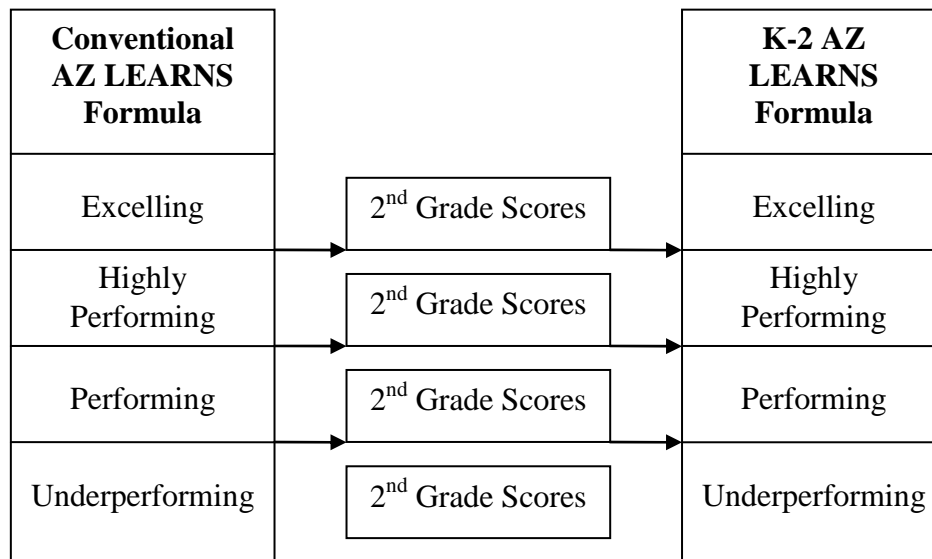 Conventional
AZ LEARNS
Formula
K-2 AZ
LEARNS
Formula
Excelling
2nd Grade Scores
Excelling
Highly
Performing
2nd Grade Scores
Highly
Performing
Performing
2nd Grade Scores
Performing
Underperforming
2nd Grade Scores
Underperforming